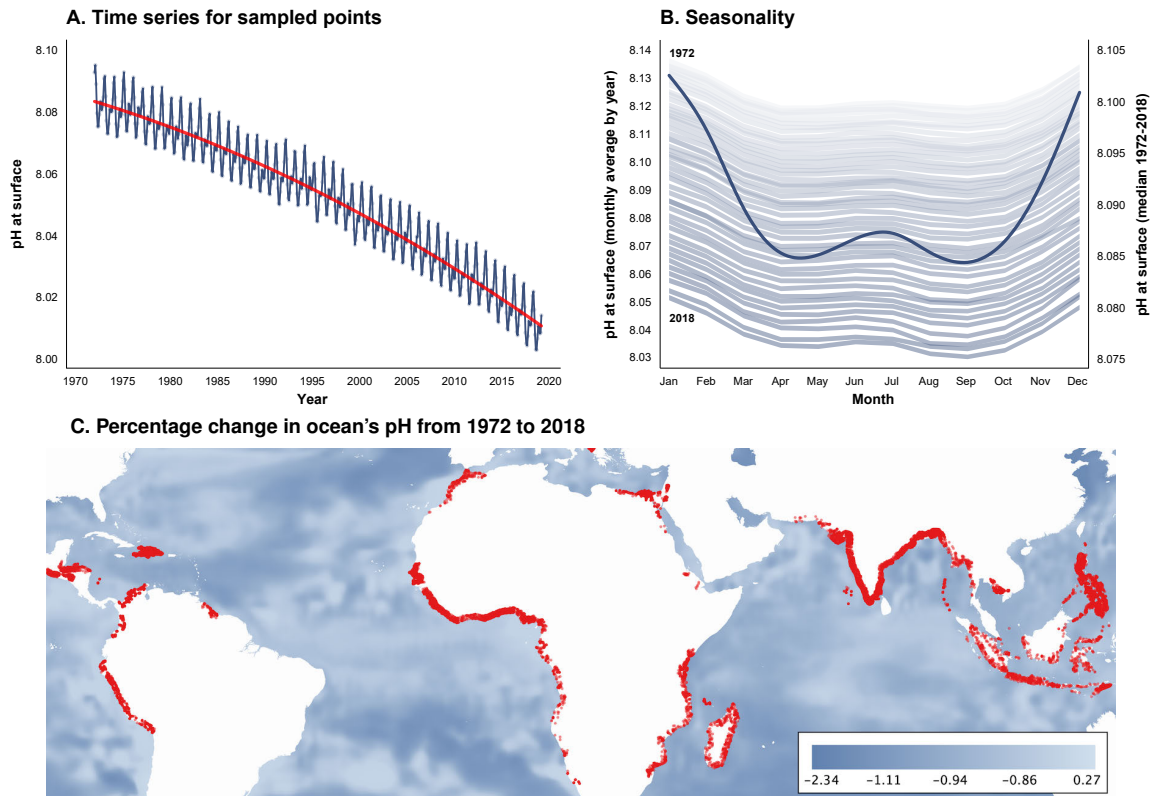 A. Time series for sampled points
B. Seasonality
pH at surface
8.10
8.08
8.06
8.04
8.02
8.00
1970 1975 1980 1985 1990 1995 2000 2005 2010 2015 2020
Year
pH at surface (monthly average by year)
8.14
8.13
8.12
8.11
8.10
8.09
8.08
8.07
8.06
8.05
8.04
8.03
1972
2018
8.105
8.100
8.095
8.090
8.085
8.080
8.075
pH at surface (median 1972-2018)
Jan Feb Mar Apr May Jun Jul Aug Sep Oct Nov Dec
Month
C. Percentage change in ocean’s pH from 1972 to 2018
−2.34 −1.11 −0.94 −0.86 0.27